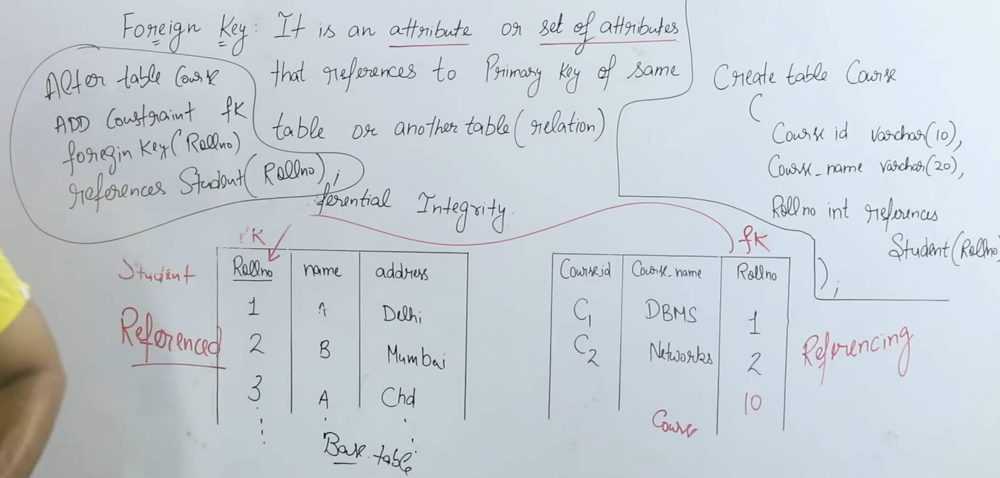 Foreign Key: It is an attribute or set of attributes
that references to Primary Key of same
table or another table (relation)
ferential Integrity.
Alter table Course
ADD Constraint fk
foregin key (Rollno)
references Student (Rollno);
Create table Course
(
Course id varchar(10),
Course_name varchar(20),
Rollno int references
Student (Rollno
);
Student
Referenced
PK
Rollno name address
1 A Delhi
2 B Mumbai
3 A Chd
Base table
fk
Course id Course_name Rollno
C1 DBMS 1
C2 Networks 2
10
Course
Referencing